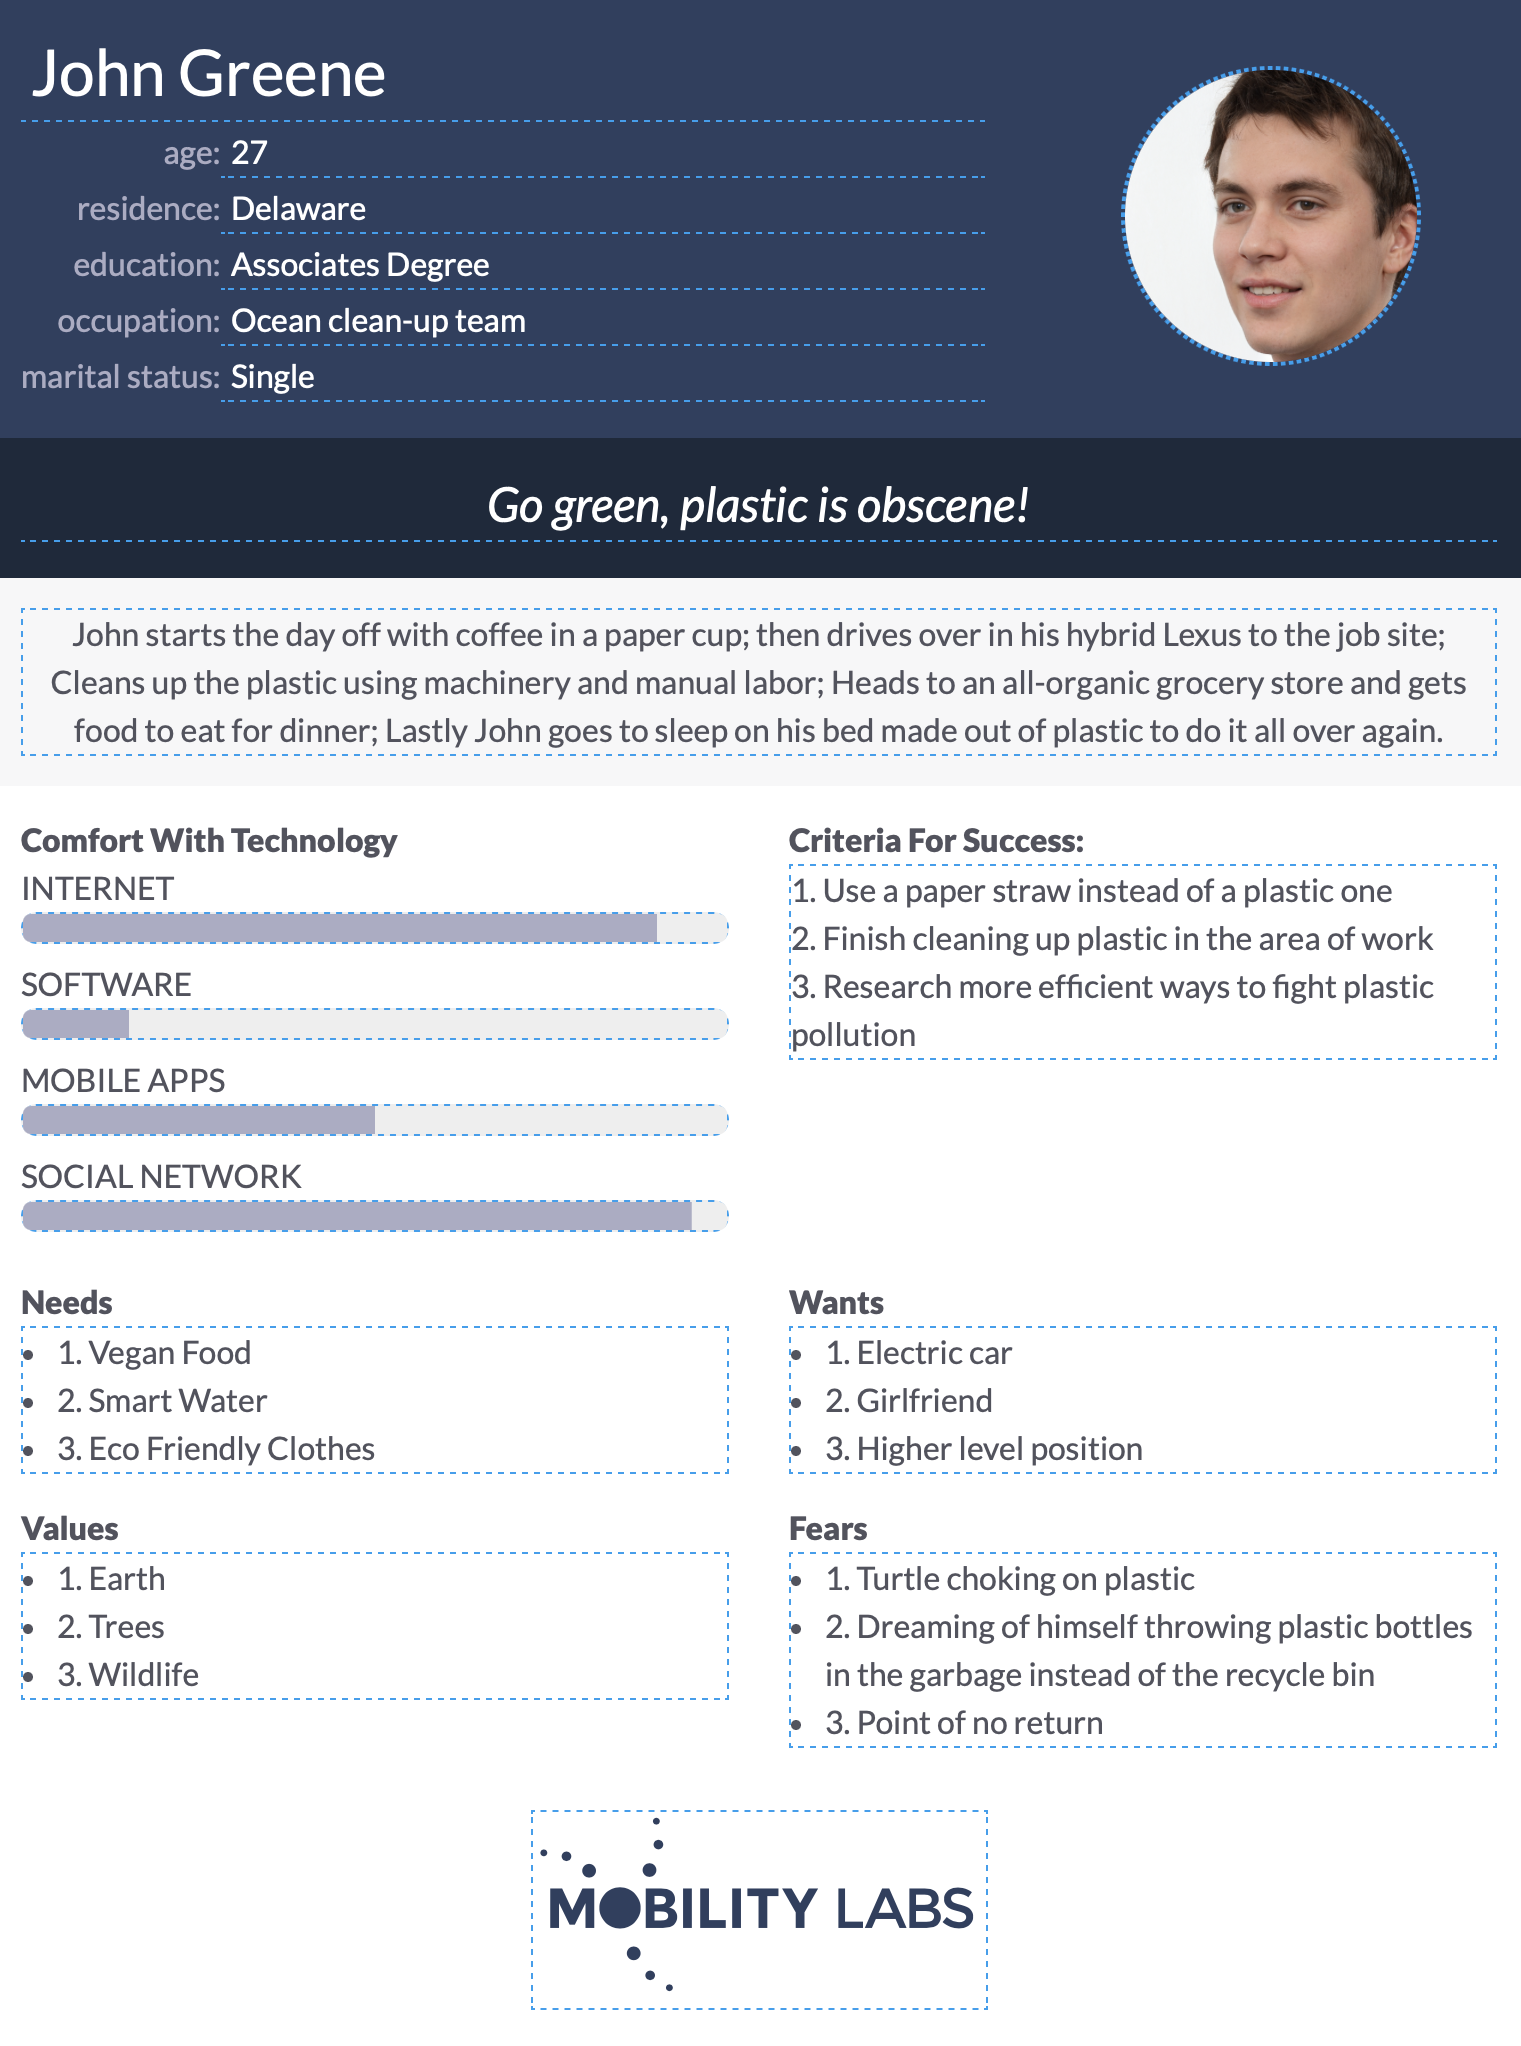 John Greene
age: 27
residence: Delaware
education: Associates Degree
occupation: Ocean clean-up team
marital status: Single
Go green, plastic is obscene!
John starts the day off with coffee in a paper cup; then drives over in his hybrid Lexus to the job site;
Cleans up the plastic using machinery and manual labor; Heads to an all-organic grocery store and gets
food to eat for dinner; Lastly John goes to sleep on his bed made out of plastic to do it all over again.
Comfort With Technology
INTERNET
SOFTWARE
MOBILE APPS
SOCIAL NETWORK
Criteria For Success:
1. Use a paper straw instead of a plastic one
2. Finish cleaning up plastic in the area of work
3. Research more efficient ways to fight plastic
pollution
Needs
• 1. Vegan Food
• 2. Smart Water
• 3. Eco Friendly Clothes
Wants
• 1. Electric car
• 2. Girlfriend
• 3. Higher level position
Values
• 1. Earth
• 2. Trees
• 3. Wildlife
Fears
• 1. Turtle choking on plastic
• 2. Dreaming of himself throwing plastic bottles
in the garbage instead of the recycle bin
• 3. Point of no return
MOBILITY LABS